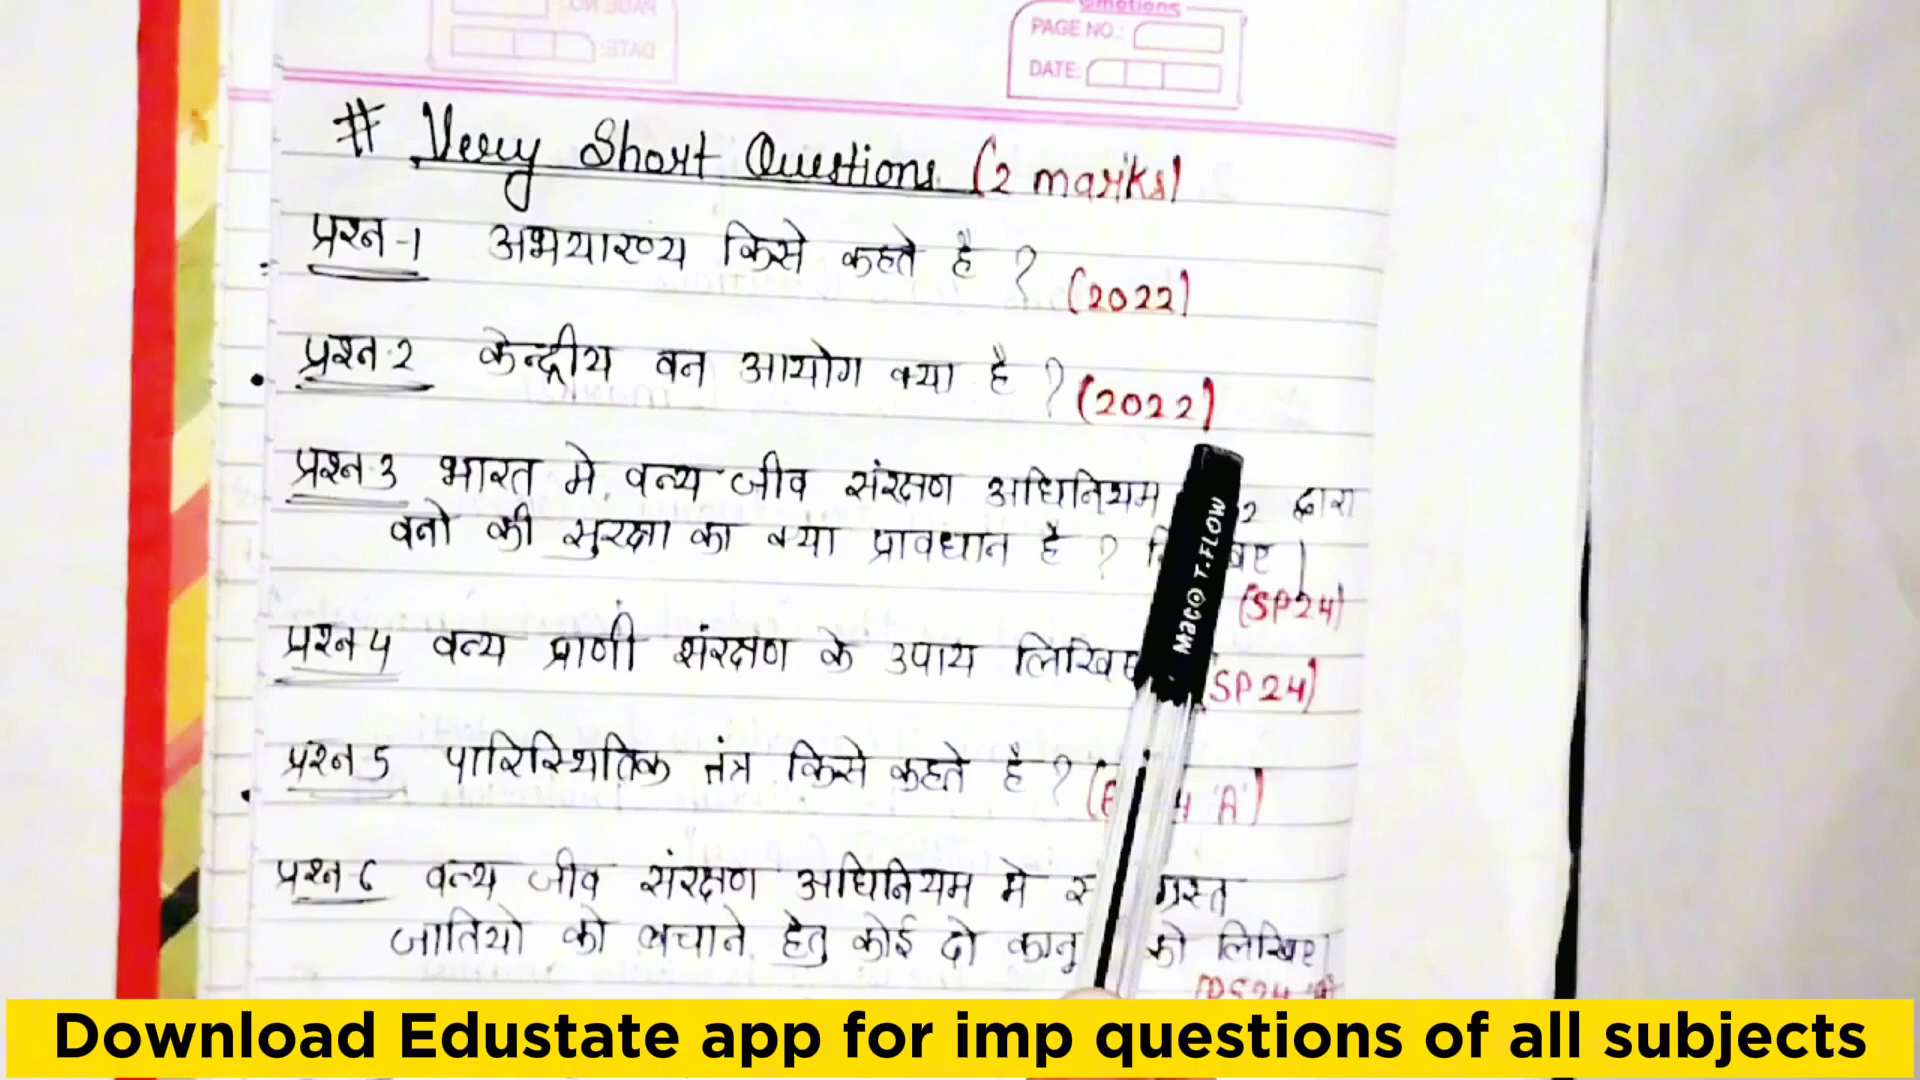 PAGE NO.:
DATE:
# Very Short Questions (2 marks)
प्रश्न-1 अभयारण्य किसे कहते है ? (2022)
प्रश्न-2 केन्द्रीय वन आयोग क्या है ? (2022)
प्रश्न-3 भारत मे वन्य जीव संरक्षण अधिनियम 2 द्वारा
वनो की सुरक्षा का क्या प्रावधान है ?
(SP24)
प्रश्न-4 वन्य प्राणी संरक्षण के उपाय (SP24)
प्रश्न-5 पारिस्थितिक तंत्र किसे कहते है ?
प्रश्न-6 वन्य जीव संरक्षण अधिनियम मे
जातियो को बचाने हेतु कोई दो को लिखिए।
Maco T.FLOW
Download Edustate app for imp questions of all subjects